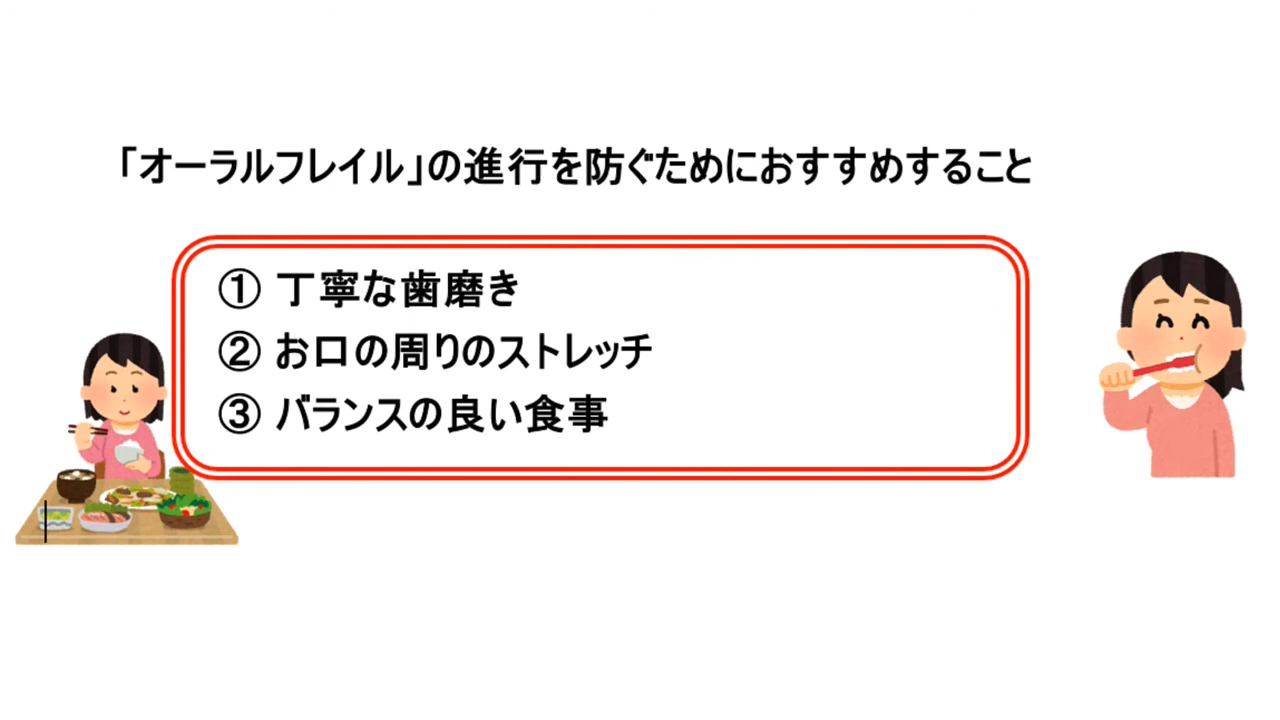 「オーラルフレイル」の進行を防ぐためにおすすめすること
① 丁寧な歯磨き
② お口の周りのストレッチ
③ バランスの良い食事